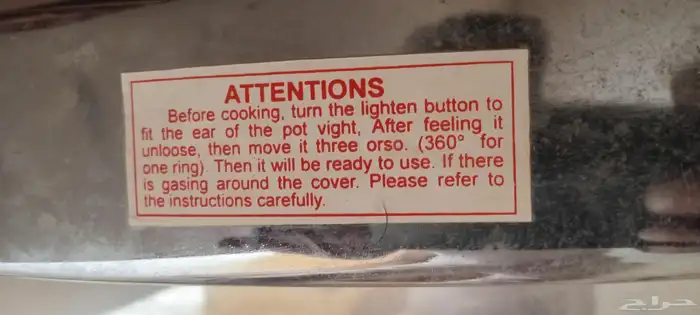 ATTENTIONS
Before cooking, turn the lighten button to
fit the ear of the pot vight, After feeling it
unloose, then move it three orso. (360° for
one ring). Then it will be ready to use. If there
is gasing around the cover. Please refer to
the instructions carefully.
حراج